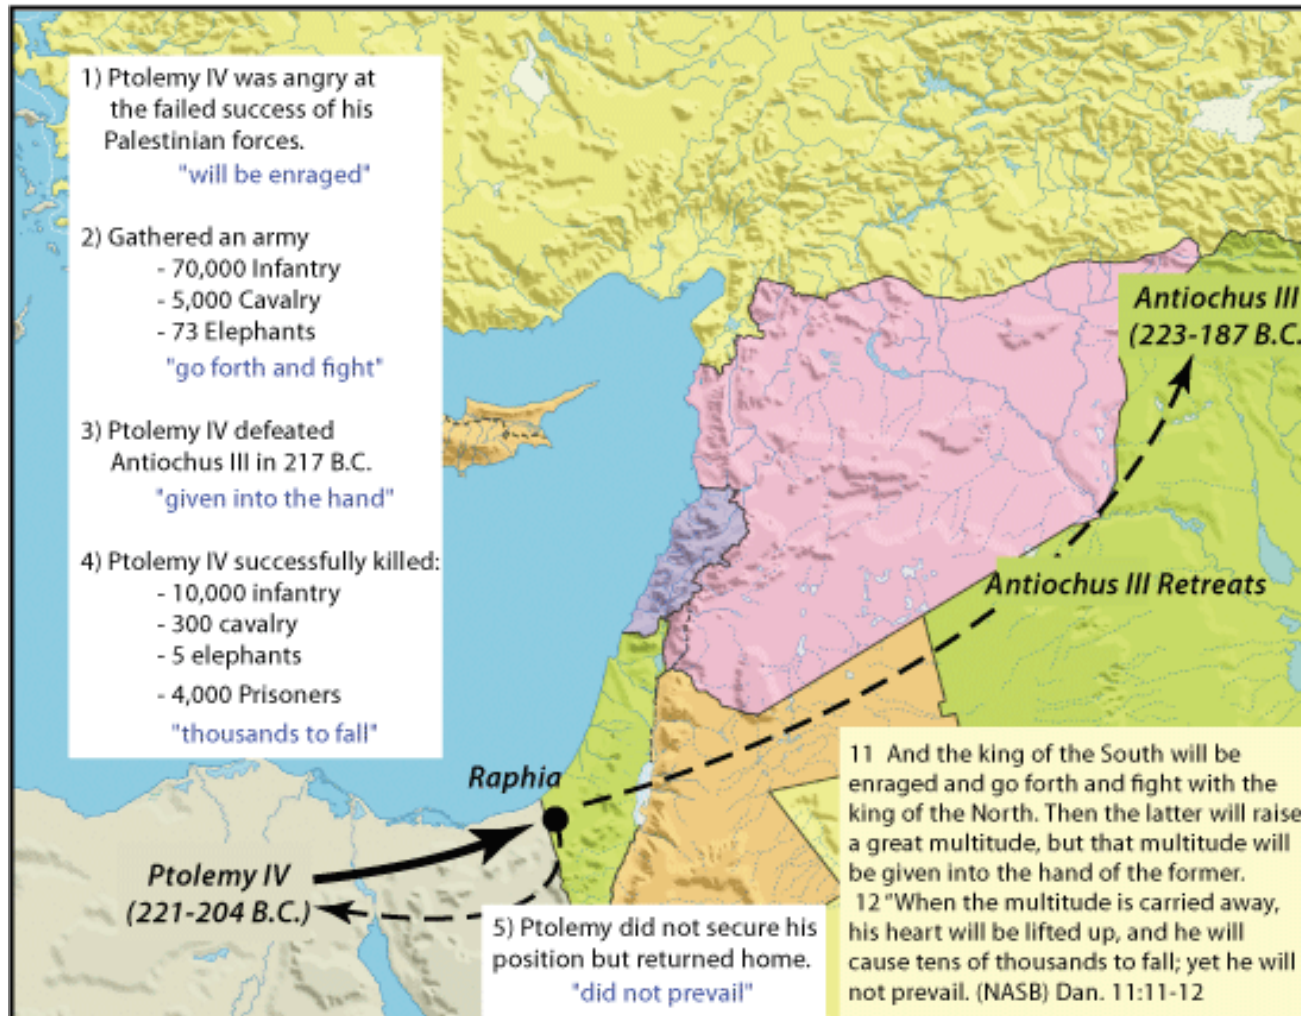 1) Ptolemy IV was angry at
the failed success of his
Palestinian forces.
"will be enraged"
2) Gathered an army
- 70,000 Infantry
- 5,000 Cavalry
- 73 Elephants
"go forth and fight"
3) Ptolemy IV defeated
Antiochus III in 217 B.C.
"given into the hand"
4) Ptolemy IV successfully killed:
- 10,000 infantry
- 300 cavalry
- 5 elephants
- 4,000 Prisoners
"thousands to fall"
Antiochus III
(223-187 B.C.
Antiochus III Retreats
Raphia
Ptolemy IV
(221-204 B.C.)
5) Ptolemy did not secure his
position but returned home.
"did not prevail"
11 And the king of the South will be
enraged and go forth and fight with the
king of the North. Then the latter will raise
a great multitude, but that multitude will
be given into the hand of the former.
12 "When the multitude is carried away,
his heart will be lifted up, and he will
cause tens of thousands to fall; yet he will
not prevail. (NASB) Dan. 11:11-12